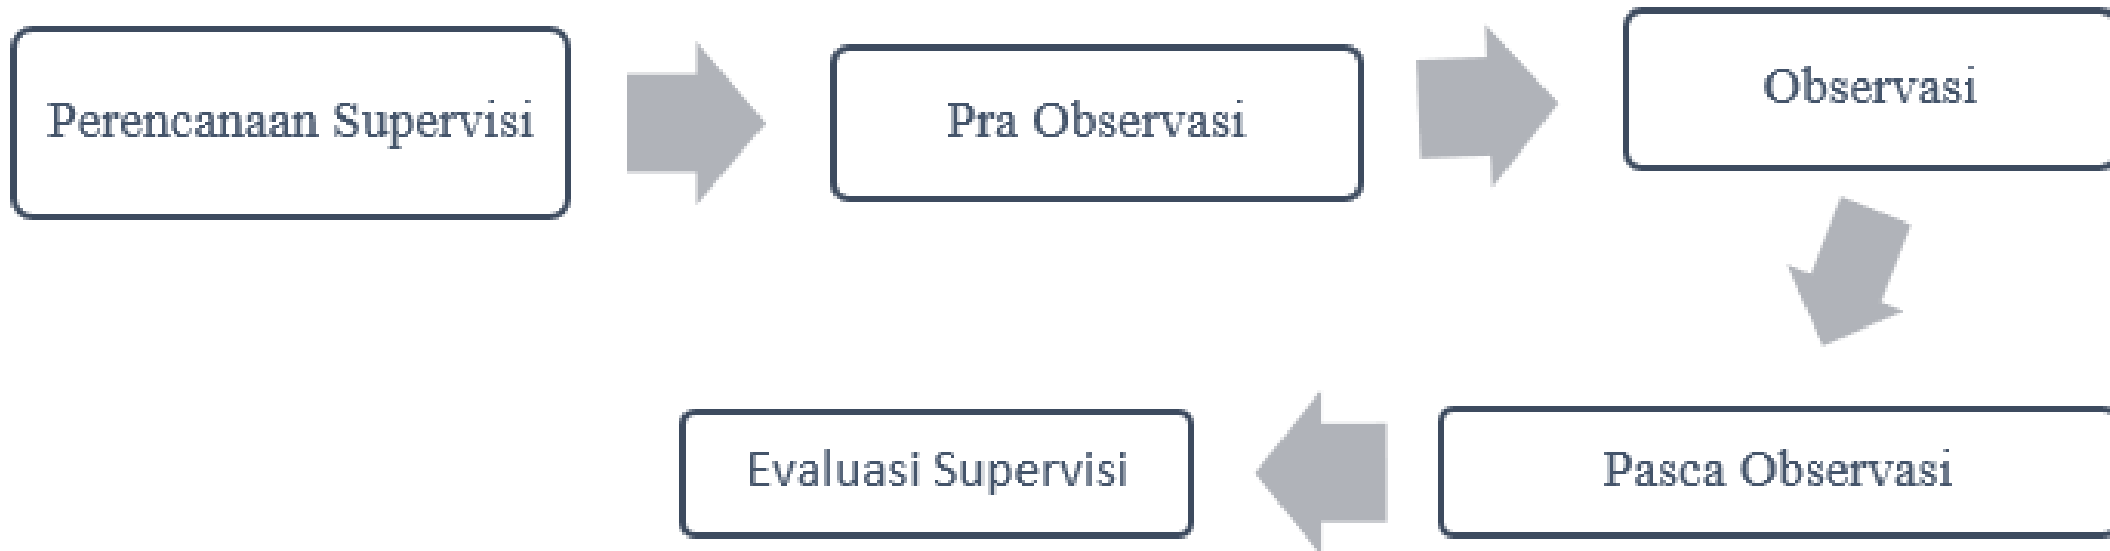 Perencanaan Supervisi
Pra Observasi
Observasi
Pasca Observasi
Evaluasi Supervisi